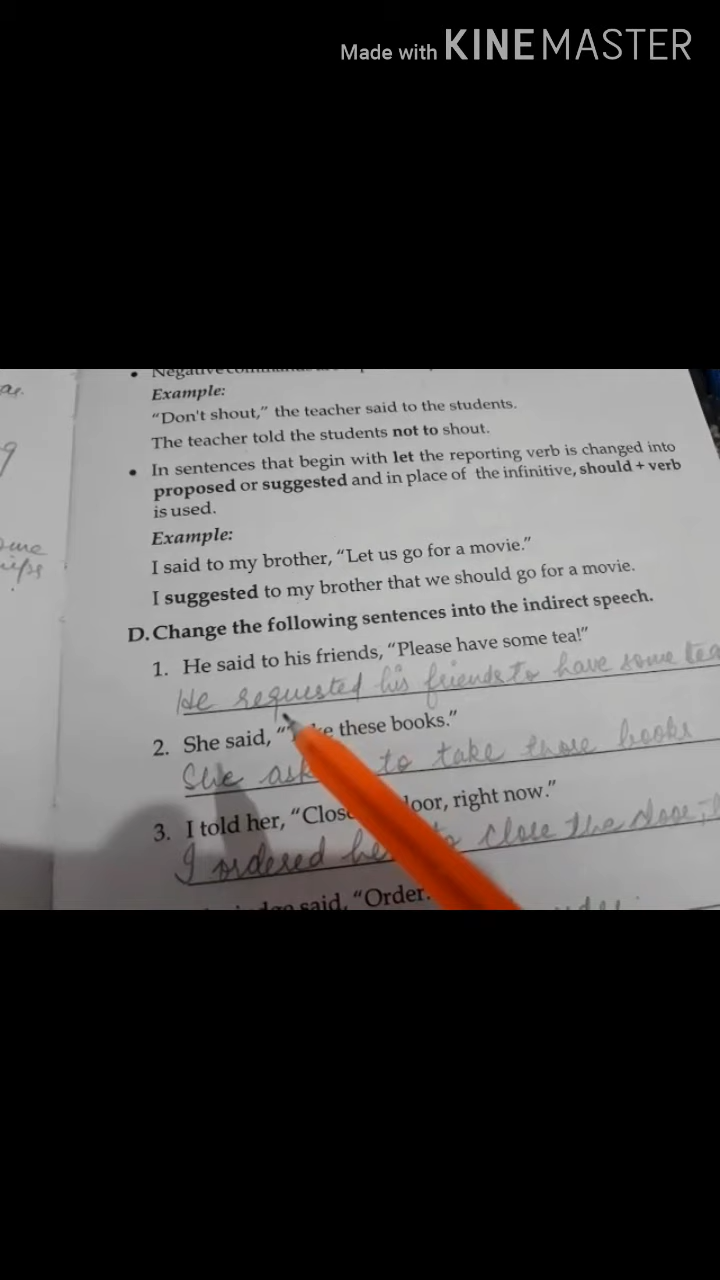 Made with KINEMASTER
Example:
"Don't shout," the teacher said to the students.
The teacher told the students not to shout.
• In sentences that begin with let the reporting verb is changed into
proposed or suggested and in place of the infinitive, should + verb
is used.
Example:
I said to my brother, "Let us go for a movie."
I suggested to my brother that we should go for a movie.
D. Change the following sentences into the indirect speech.
1. He said to his friends, "Please have some tea!"
He requested his friends to have some tea
2. She said, " these books."
She to take those books
3. I told her, "Close door, right now."
I ordered to close the door,
said, "Order.